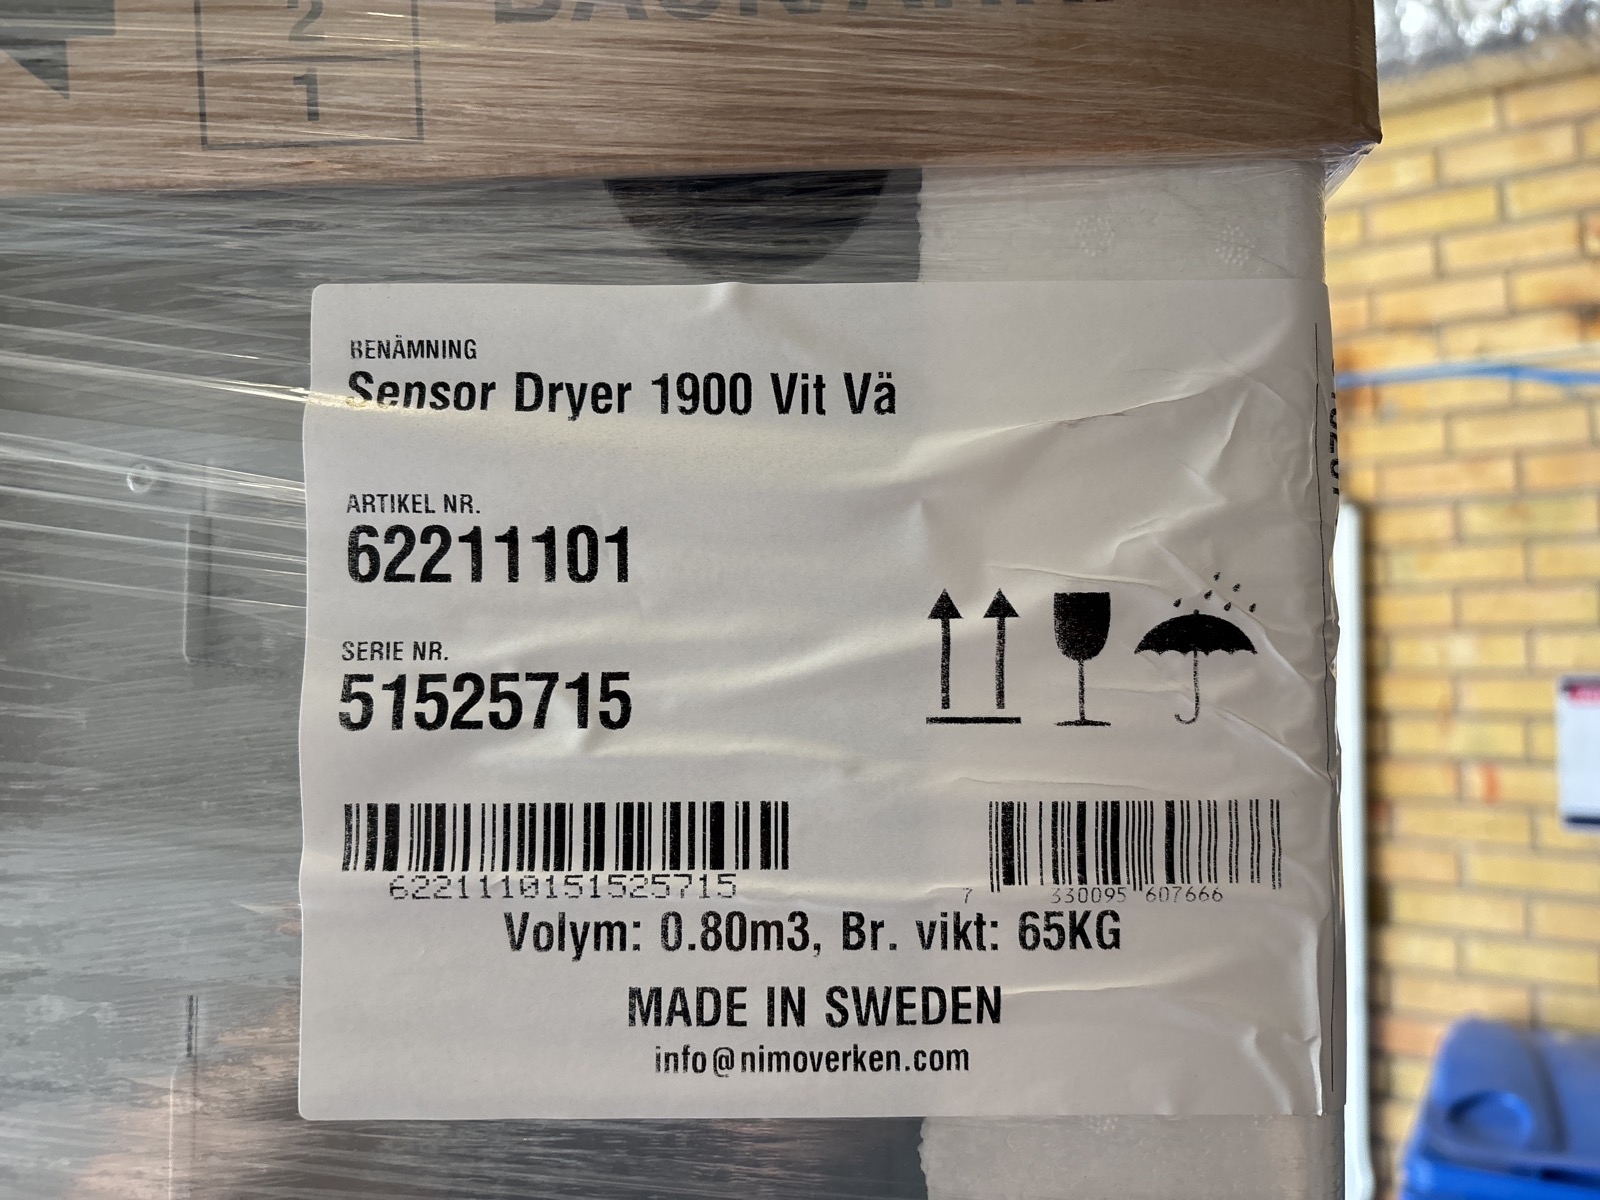 2
1
BENÄMNING
Sensor Dryer 1900 Vit Vä
ARTIKEL NR.
62211101
SERIE NR.
51525715
6221110151525715
7 330095 607666
Volym: 0.80m3, Br. vikt: 65KG
MADE IN SWEDEN
info@nimoverken.com